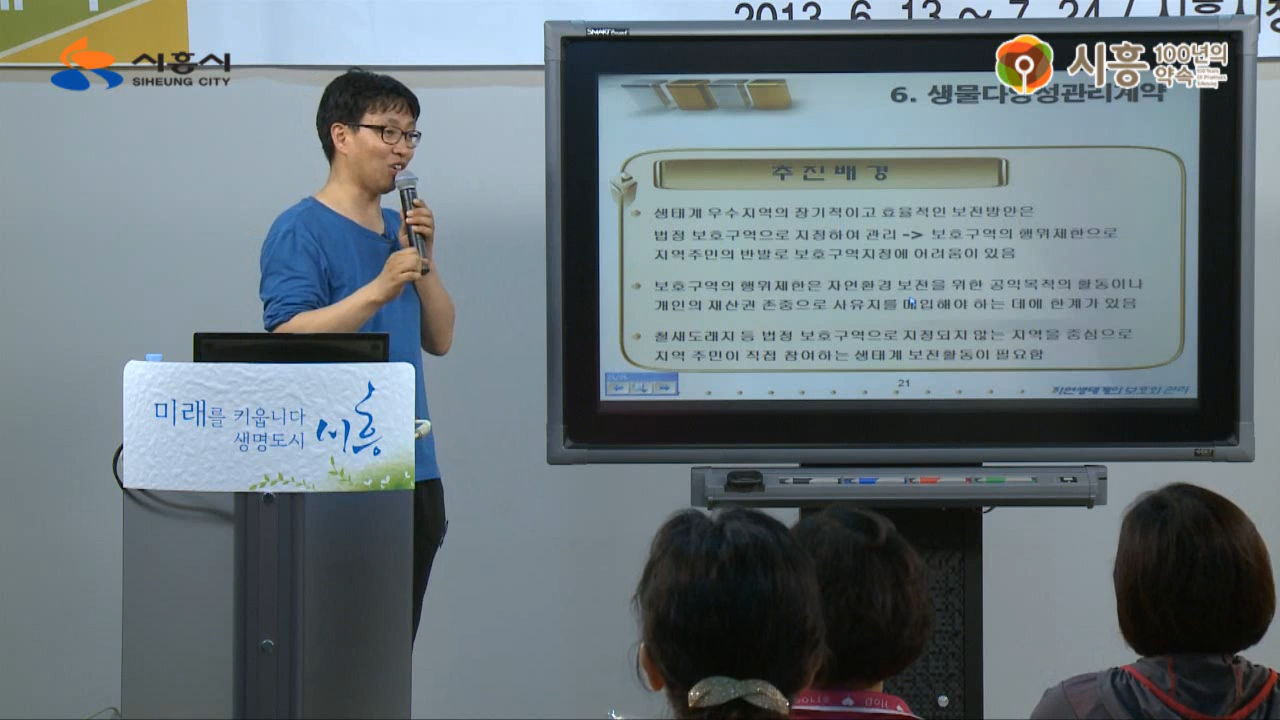 2013. 6. 13 ~ 7. 24 /
시흥시
SIHEUNG CITY
시흥 100년의
약속
SMART Board
6. 생물다양성관리계약
추진배경
생태계 우수지역의 장기적이고 효율적인 보전방안은
법정 보호구역으로 지정하여 관리 -> 보호구역의 행위제한으로
지역주민의 반발로 보호구역지정에 어려움이 있음
보호구역의 행위제한은 자연환경 보전을 위한 공익목적의 활동이나
개인의 재산권 존중으로 사유지를 매입해야 하는 데에 한계가 있음
철새도래지 등 법정 보호구역으로 지정되지 않는 지역을 중심으로
지역 주민이 직접 참여하는 생태계 보전활동이 필요함
21
자연생태계의 보호와 관리
미래를 키웁니다
생명도시 시흥